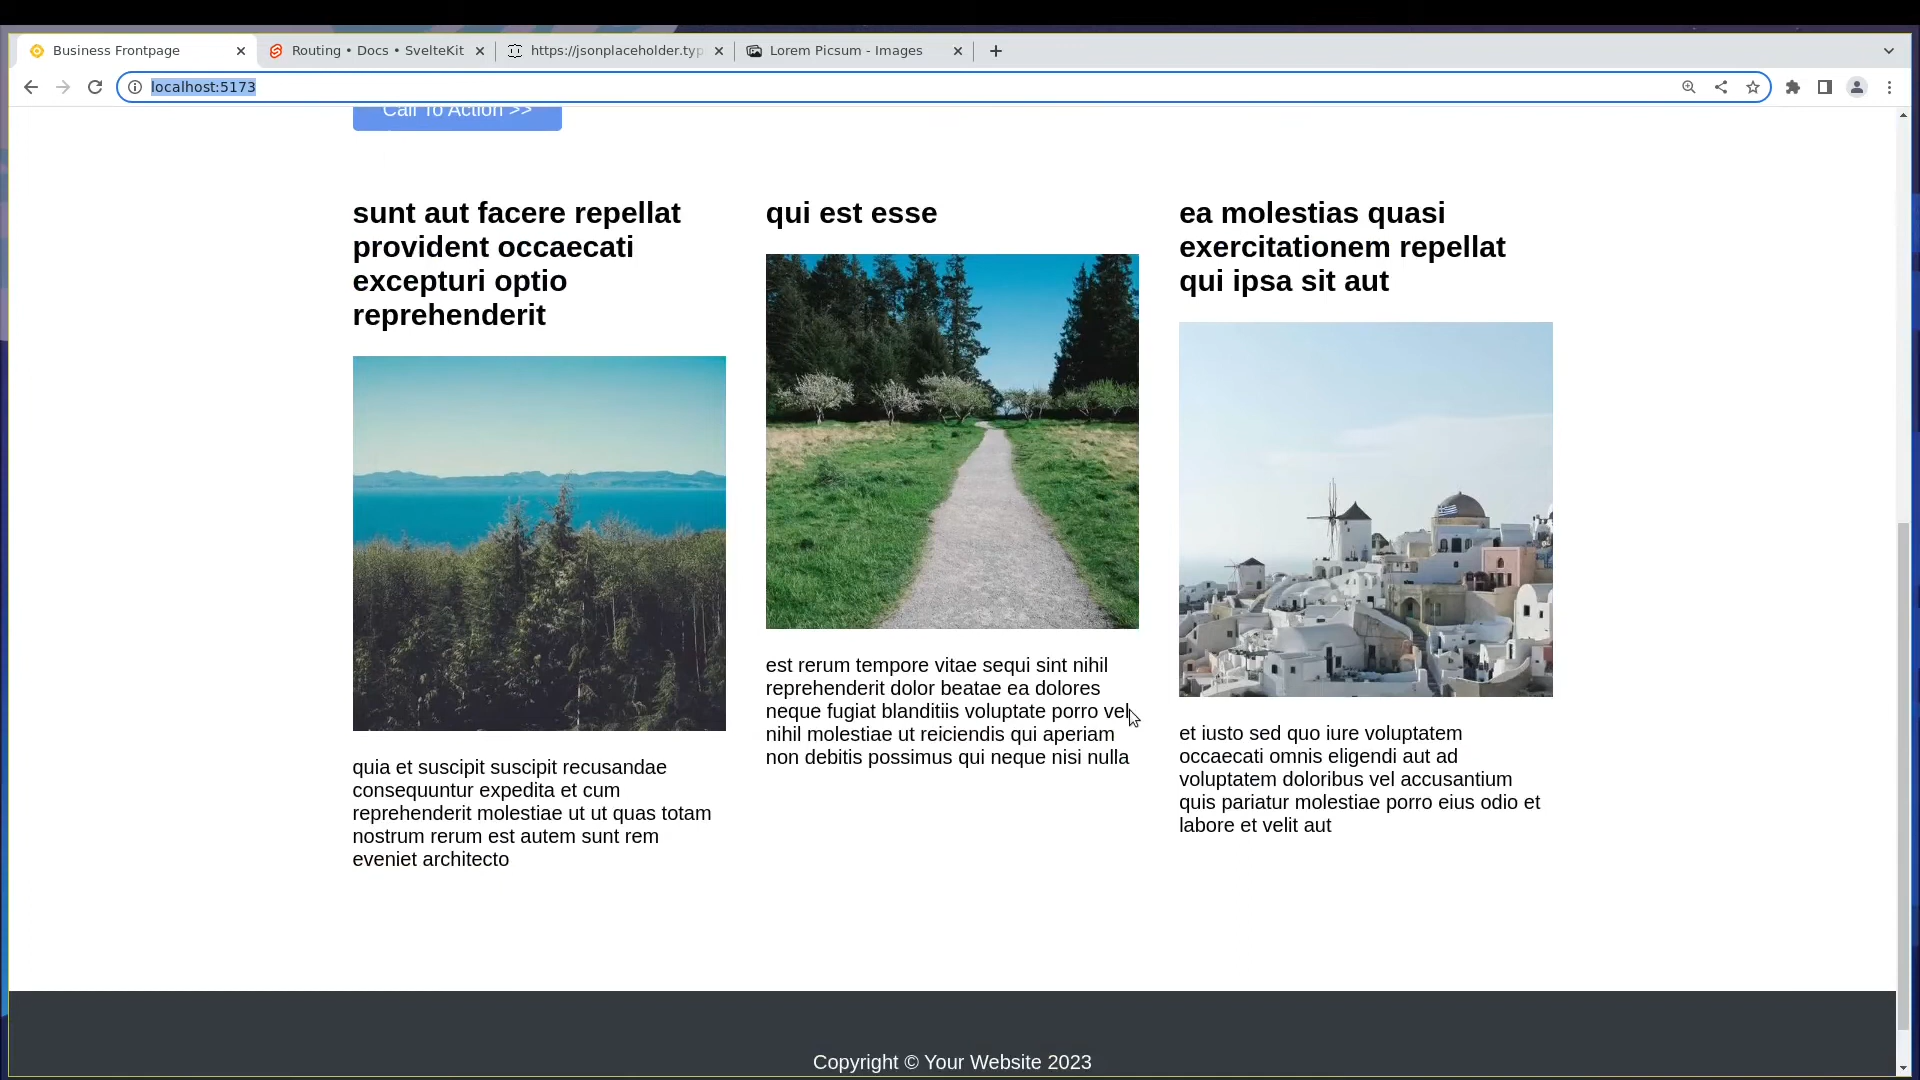 Business Frontpage
Routing • Docs • SvelteKit
https://jsonplaceholder.typ
Lorem Picsum - Images
localhost:5173
Call To Action >>
sunt aut facere repellat
provident occaecati
excepturi optio
reprehenderit
quia et suscipit suscipit recusandae
consequuntur expedita et cum
reprehenderit molestiae ut ut quas totam
nostrum rerum est autem sunt rem
eveniet architecto
qui est esse
est rerum tempore vitae sequi sint nihil
reprehenderit dolor beatae ea dolores
neque fugiat blanditiis voluptate porro vel
nihil molestiae ut reiciendis qui aperiam
non debitis possimus qui neque nisi nulla
ea molestias quasi
exercitationem repellat
qui ipsa sit aut
et iusto sed quo iure voluptatem
occaecati omnis eligendi aut ad
voluptatem doloribus vel accusantium
quis pariatur molestiae porro eius odio et
labore et velit aut
Copyright © Your Website 2023